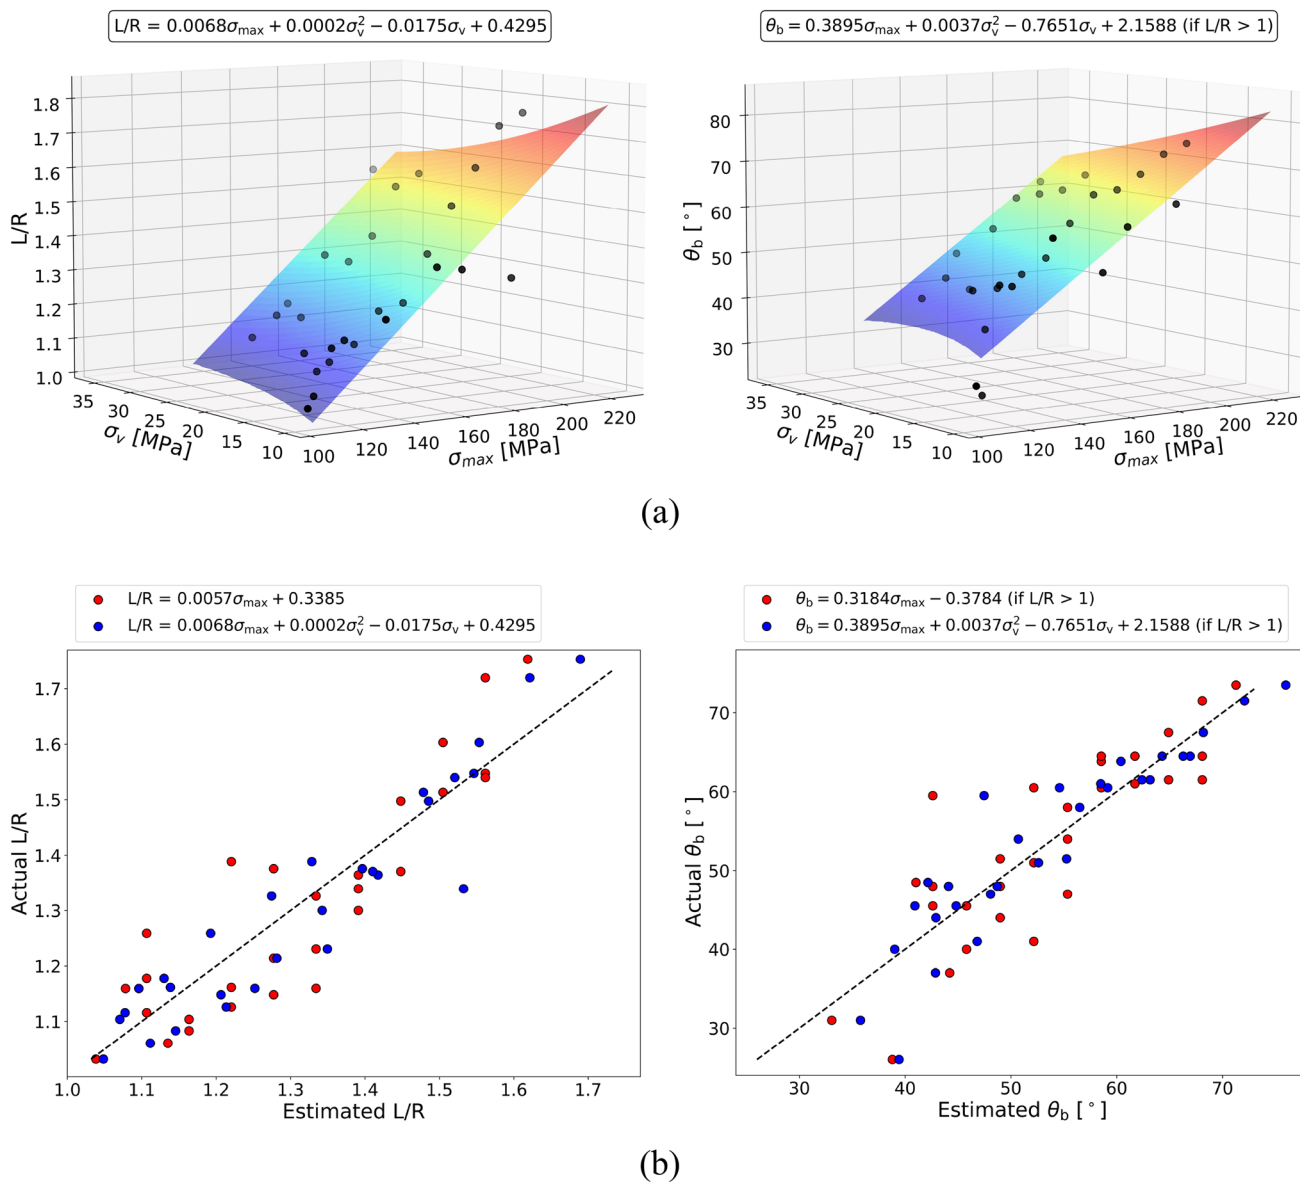 L/R = 0.0068σmax + 0.0002σv² − 0.0175σv + 0.4295
θb = 0.3895σmax + 0.0037σv² − 0.7651σv + 2.1588 (if L/R > 1)
1.8
1.7
1.6
1.5
1.4
1.3
1.2
1.1
1.0
L/R
35
30
25
20
15
10
σv [MPa]
100
120
140
160
180
200
220
σmax [MPa]
80
70
60
50
40
30
θb [°]
35
30
25
20
15
10
σv [MPa]
100
120
140
160
180
200
220
σmax [MPa]
(a)
L/R = 0.0057σmax + 0.3385
L/R = 0.0068σmax + 0.0002σv² − 0.0175σv + 0.4295
θb = 0.3184σmax − 0.3784 (if L/R > 1)
θb = 0.3895σmax + 0.0037σv² − 0.7651σv + 2.1588 (if L/R > 1)
1.7
1.6
1.5
1.4
1.3
1.2
1.1
Actual L/R
1.0 1.1 1.2 1.3 1.4 1.5 1.6 1.7
Estimated L/R
70
60
50
40
30
Actual θb [°]
30 40 50 60 70
Estimated θb [°]
(b)